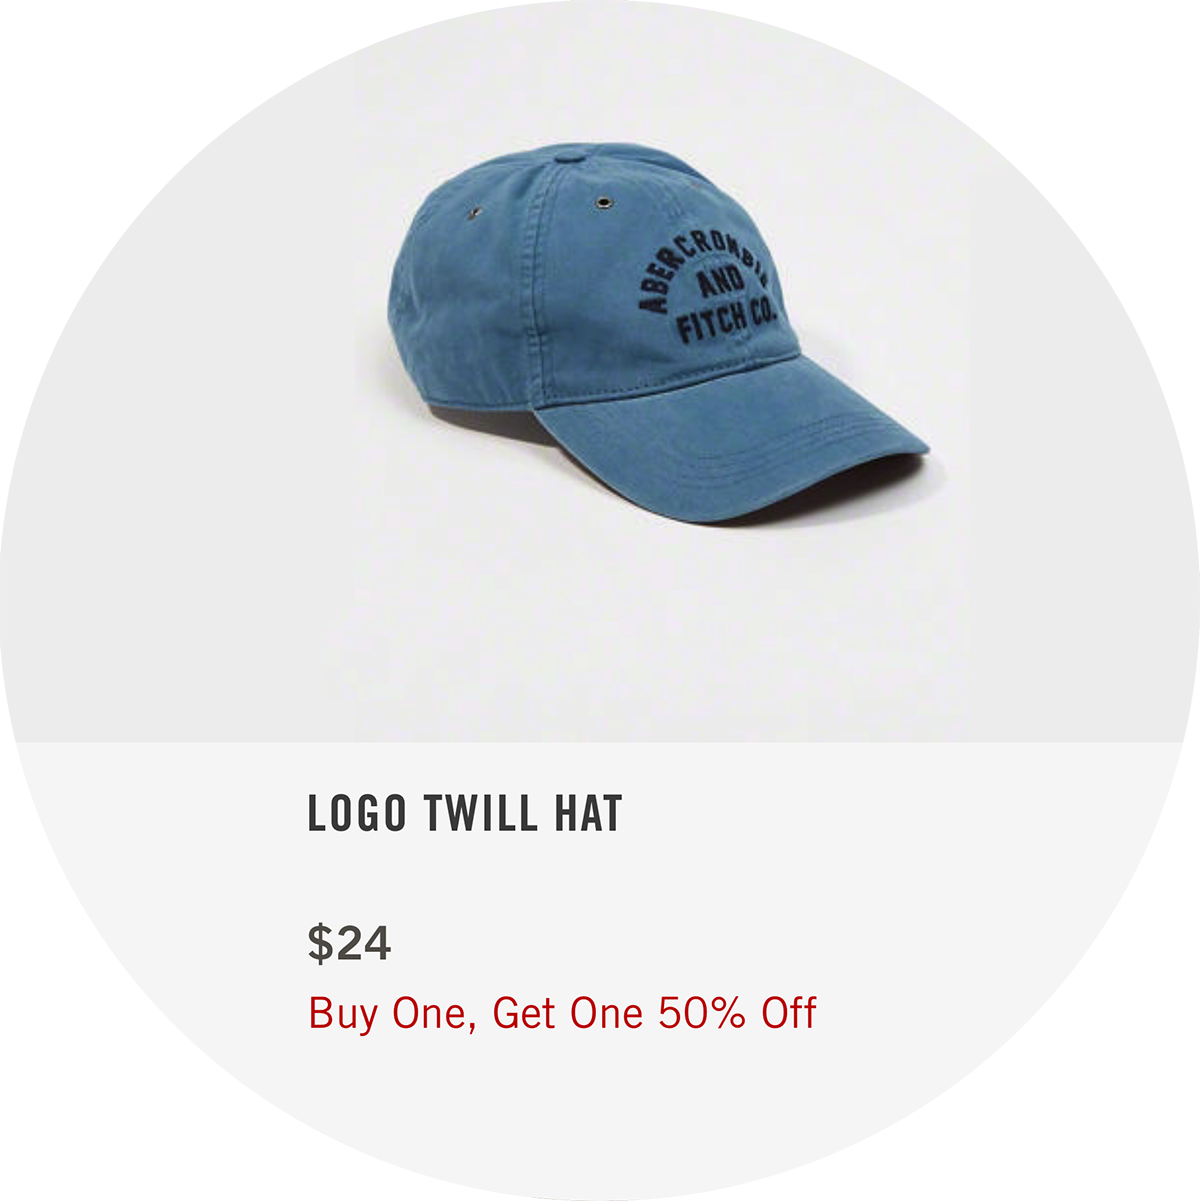 ABERCROMBIE
AND
FITCH CO.
LOGO TWILL HAT
$24
Buy One, Get One 50% Off